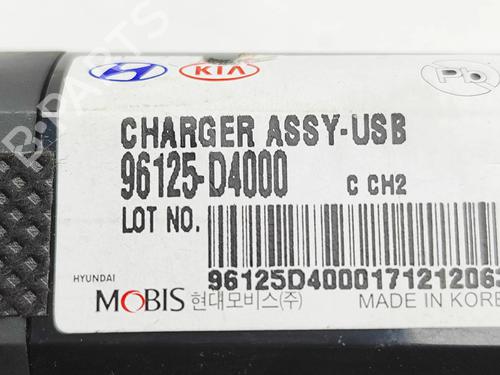 KIA
Pb
CHARGER ASSY-USB
96125-D4000 C CH2
LOT NO.
HYUNDAI
MOBIS 현대모비스(주) MADE IN KORE